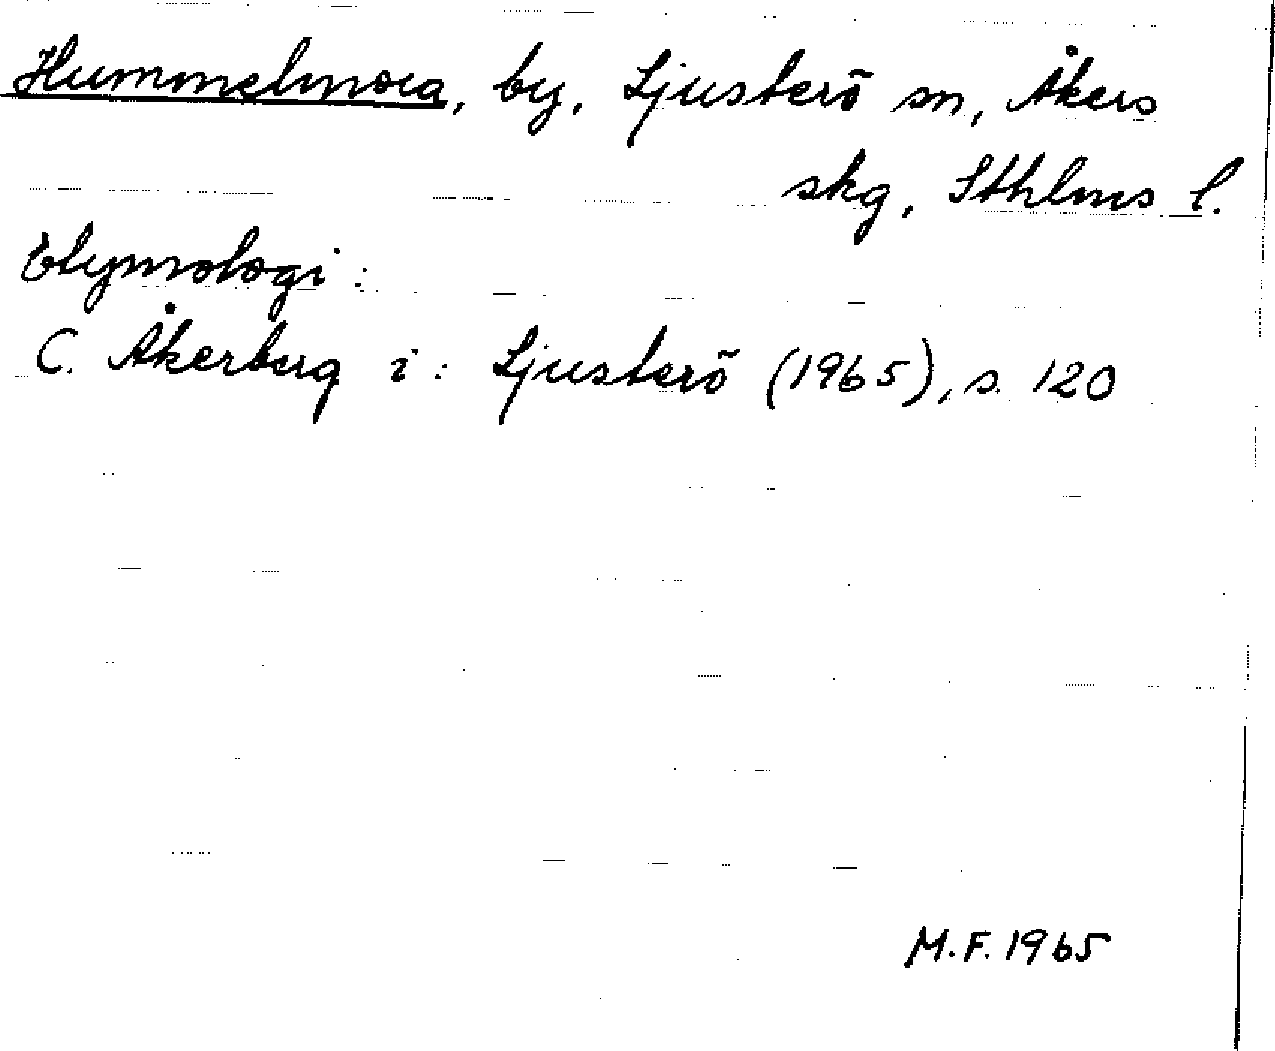 Hummelmora, by, Ljusterö sn, Åkers
skg, Sthlms l.
Etymologi:
C. Åkerberg i: Ljusterö (1965), s. 120
M.F. 1965